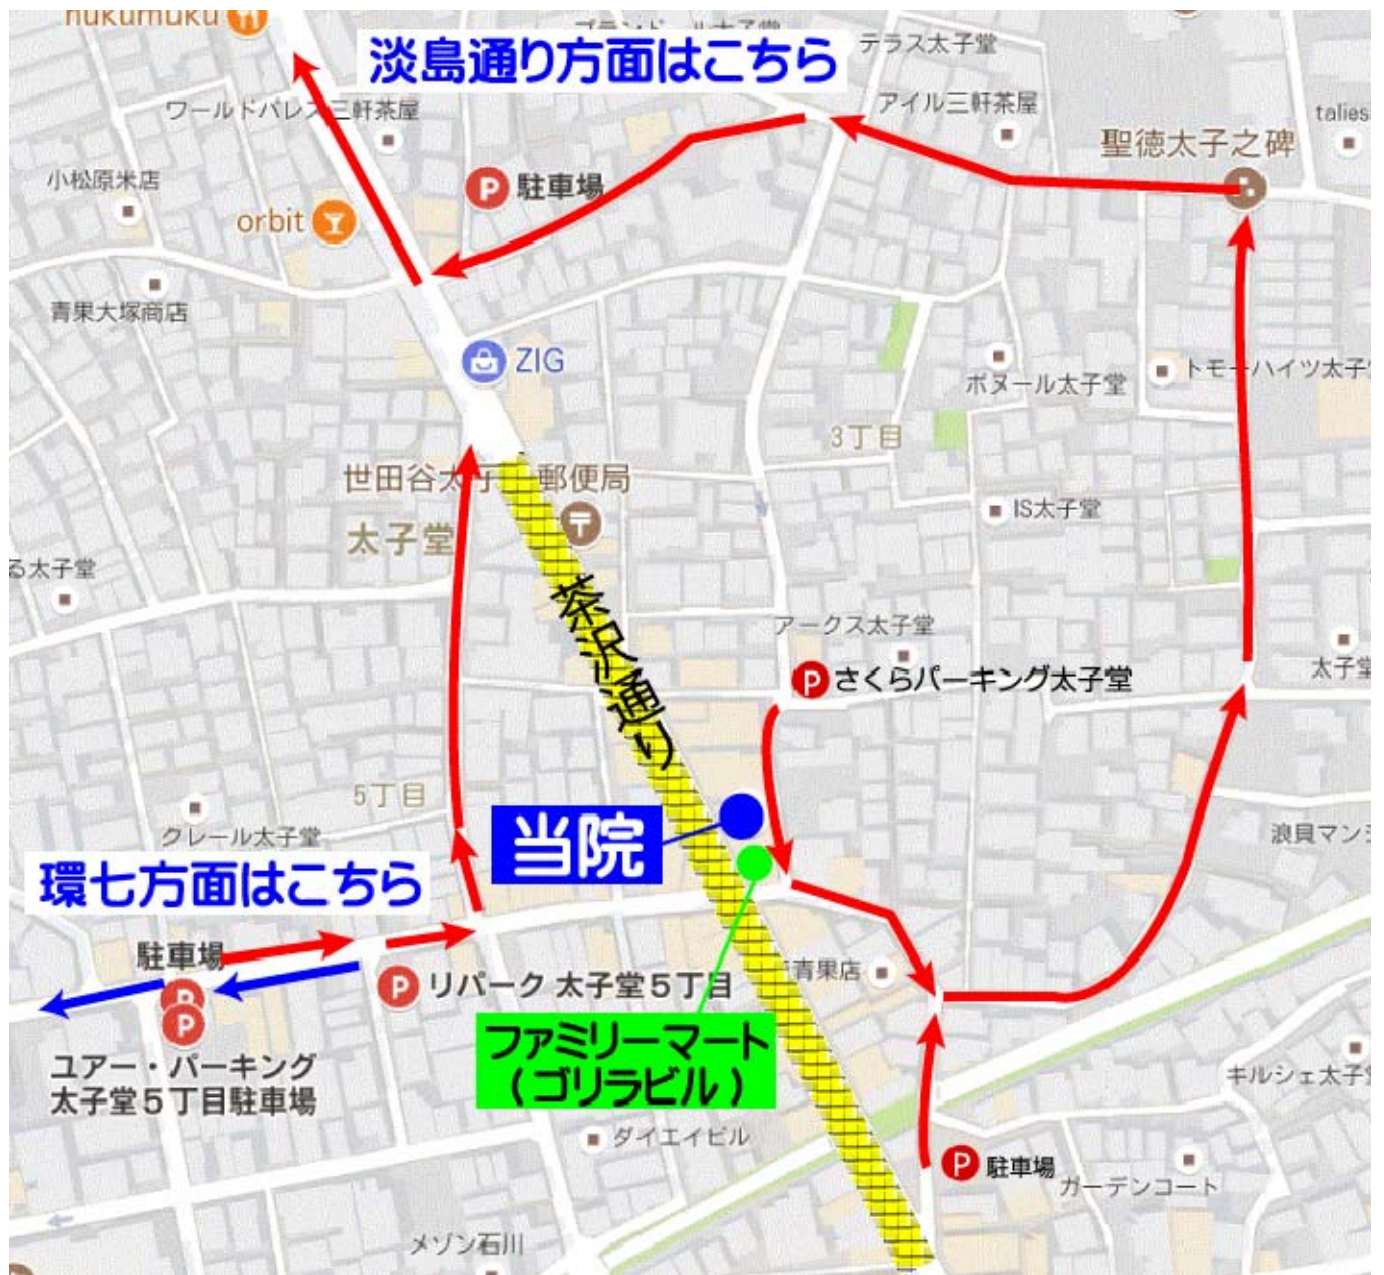 hukumuku
淡島通り方面はこちら
テラス太子堂
ワールドパレス三軒茶屋
アイル三軒茶屋
talies
聖徳太子之碑
小松原米店
P 駐車場
orbit
青果大塚商店
ZIG
トモーハイツ太子
ボヌール太子堂
3丁目
郵便局
IS太子堂
太子堂
る太子堂
茶沢通り
アークス太子堂
P さくらパーキング太子堂
太子堂
5丁目
当院
クレール太子堂
浪貝マンシ
環七方面はこちら
駐車場
P
P
P リパーク 太子堂5丁目
青果店
ファミリーマート
(ゴリラビル)
ユアー・パーキング
太子堂5丁目駐車場
キルシェ太子
ダイエイビル
P 駐車場
ガーデンコート
メゾン石川